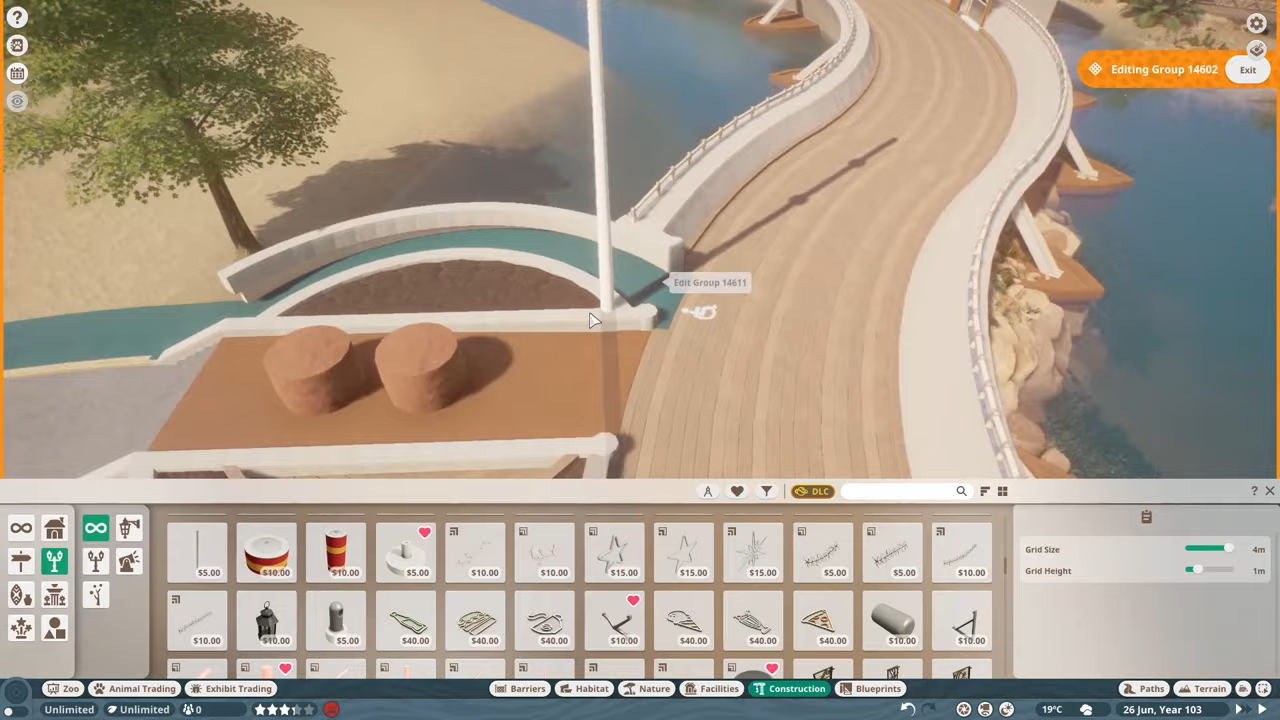 Editing Group 14602
Exit
Edit Group 14611
DLC
Grid Size 4m
Grid Height 1m
$5.00 $10.00 $10.00 $5.00 $10.00 $10.00 $15.00 $15.00 $15.00 $5.00 $5.00 $10.00
$10.00 $10.00 $5.00 $40.00 $40.00 $40.00 $10.00 $40.00 $40.00 $40.00 $10.00 $10.00
Zoo Animal Trading Exhibit Trading Barriers Habitat Nature Facilities Construction Blueprints Paths Terrain
Unlimited Unlimited 0 19°C 26 Jun, Year 103